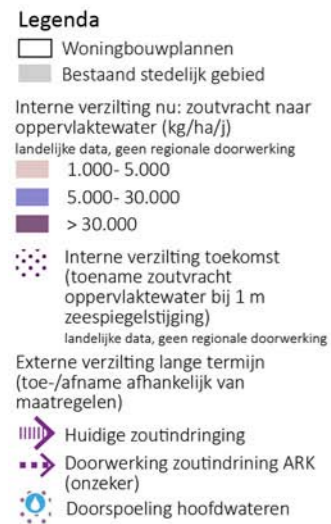 Legenda
Woningbouwplannen
Bestaand stedelijk gebied
Interne verzilting nu: zoutvracht naar
oppervlaktewater (kg/ha/j)
landelijke data, geen regionale doorwerking
1.000- 5.000
5.000- 30.000
> 30.000
Interne verzilting toekomst
(toename zoutvracht
oppervlaktewater bij 1 m
zeespiegelstijging)
landelijke data, geen regionale doorwerking
Externe verzilting lange termijn
(toe-/afname afhankelijk van
maatregelen)
Huidige zoutindringing
Doorwerking zoutindrining ARK
(onzeker)
Doorspoeling hoofdwateren